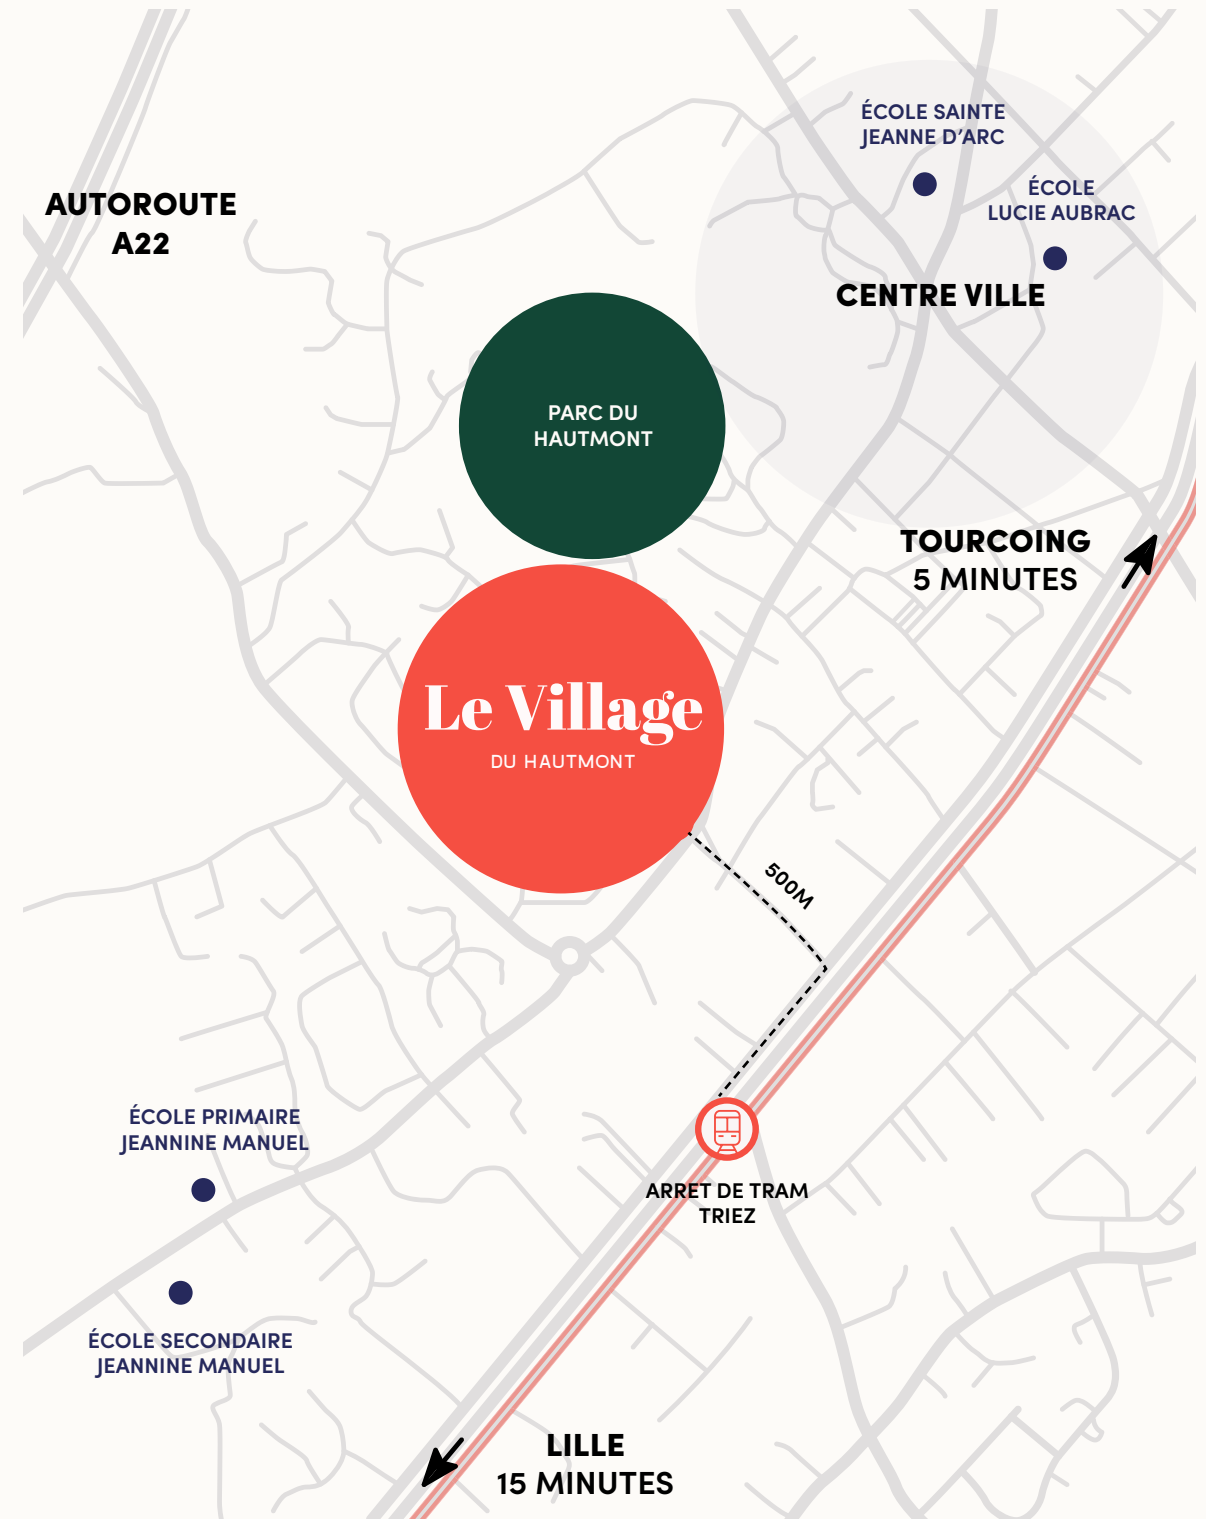 ÉCOLE SAINTE
JEANNE D’ARC
ÉCOLE
LUCIE AUBRAC
AUTOROUTE
A22
CENTRE VILLE
PARC DU
HAUTMONT
TOURCOING
5 MINUTES
Le Village
DU HAUTMONT
500M
ÉCOLE PRIMAIRE
JEANNINE MANUEL
ARRET DE TRAM
TRIEZ
ÉCOLE SECONDAIRE
JEANNINE MANUEL
LILLE
15 MINUTES